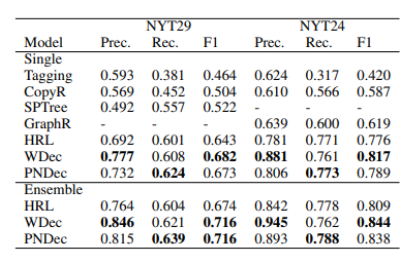 NYT29 NYT24
Model Prec. Rec. F1 Prec. Rec. F1
Single
Tagging 0.593 0.381 0.464 0.624 0.317 0.420
CopyR 0.569 0.452 0.504 0.610 0.566 0.587
SPTree 0.492 0.557 0.522 - - -
GraphR - - - 0.639 0.600 0.619
HRL 0.692 0.601 0.643 0.781 0.771 0.776
WDec 0.777 0.608 0.682 0.881 0.761 0.817
PNDec 0.732 0.624 0.673 0.806 0.773 0.789
Ensemble
HRL 0.764 0.604 0.674 0.842 0.778 0.809
WDec 0.846 0.621 0.716 0.945 0.762 0.844
PNDec 0.815 0.639 0.716 0.893 0.788 0.838